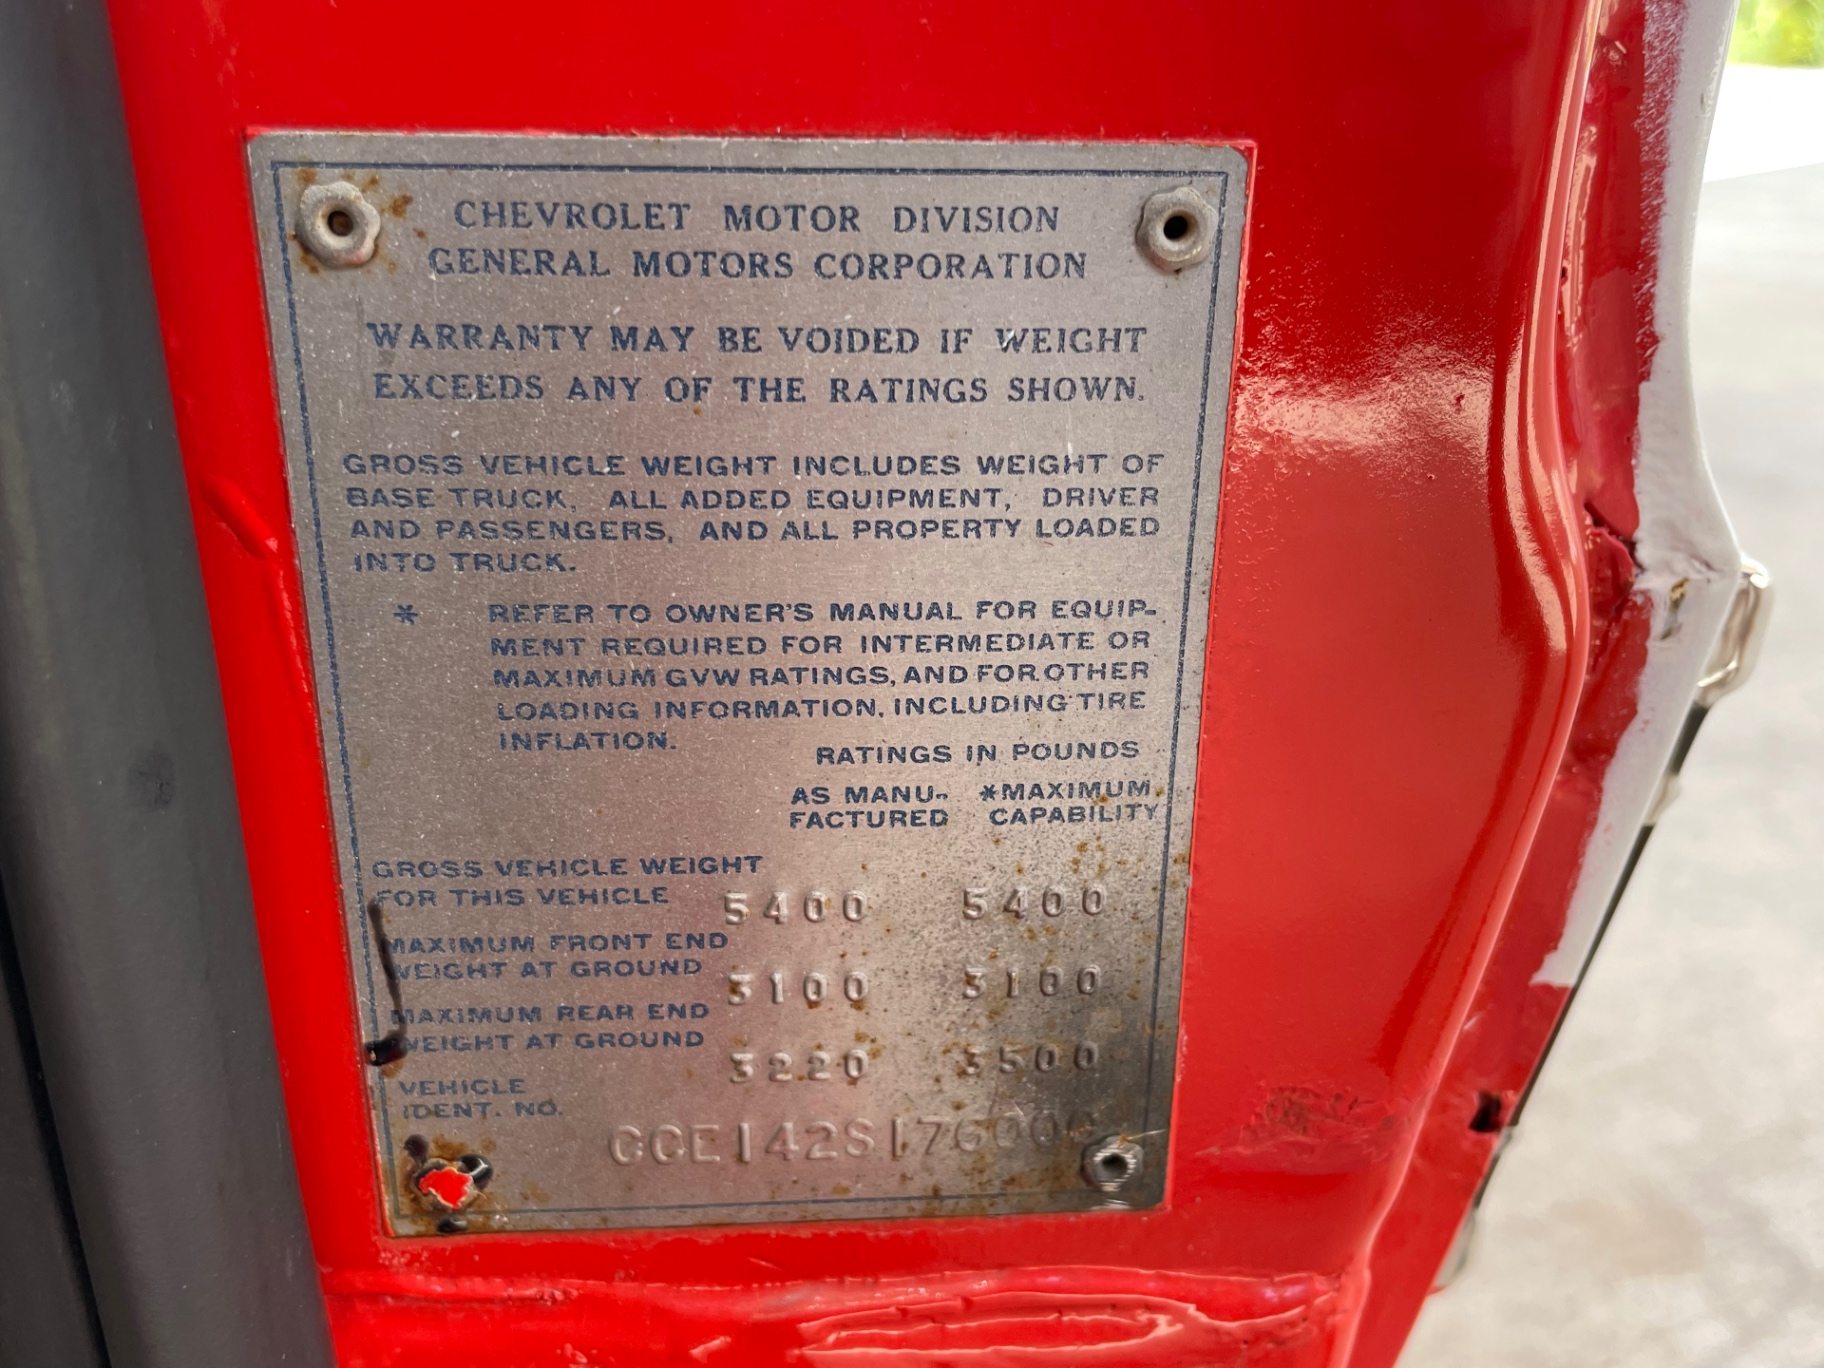 CHEVROLET MOTOR DIVISION
GENERAL MOTORS CORPORATION
WARRANTY MAY BE VOIDED IF WEIGHT
EXCEEDS ANY OF THE RATINGS SHOWN.
GROSS VEHICLE WEIGHT INCLUDES WEIGHT OF
BASE TRUCK, ALL ADDED EQUIPMENT, DRIVER
AND PASSENGERS, AND ALL PROPERTY LOADED
INTO TRUCK.
* REFER TO OWNER'S MANUAL FOR EQUIP-
MENT REQUIRED FOR INTERMEDIATE OR
MAXIMUM GVW RATINGS, AND FOR OTHER
LOADING INFORMATION, INCLUDING TIRE
INFLATION.
RATINGS IN POUNDS
AS MANU- *MAXIMUM
FACTURED CAPABILITY
GROSS VEHICLE WEIGHT
FOR THIS VEHICLE 5400 5400
MAXIMUM FRONT END
WEIGHT AT GROUND 3100 3100
MAXIMUM REAR END
WEIGHT AT GROUND 3220 3500
VEHICLE
IDENT. NO.